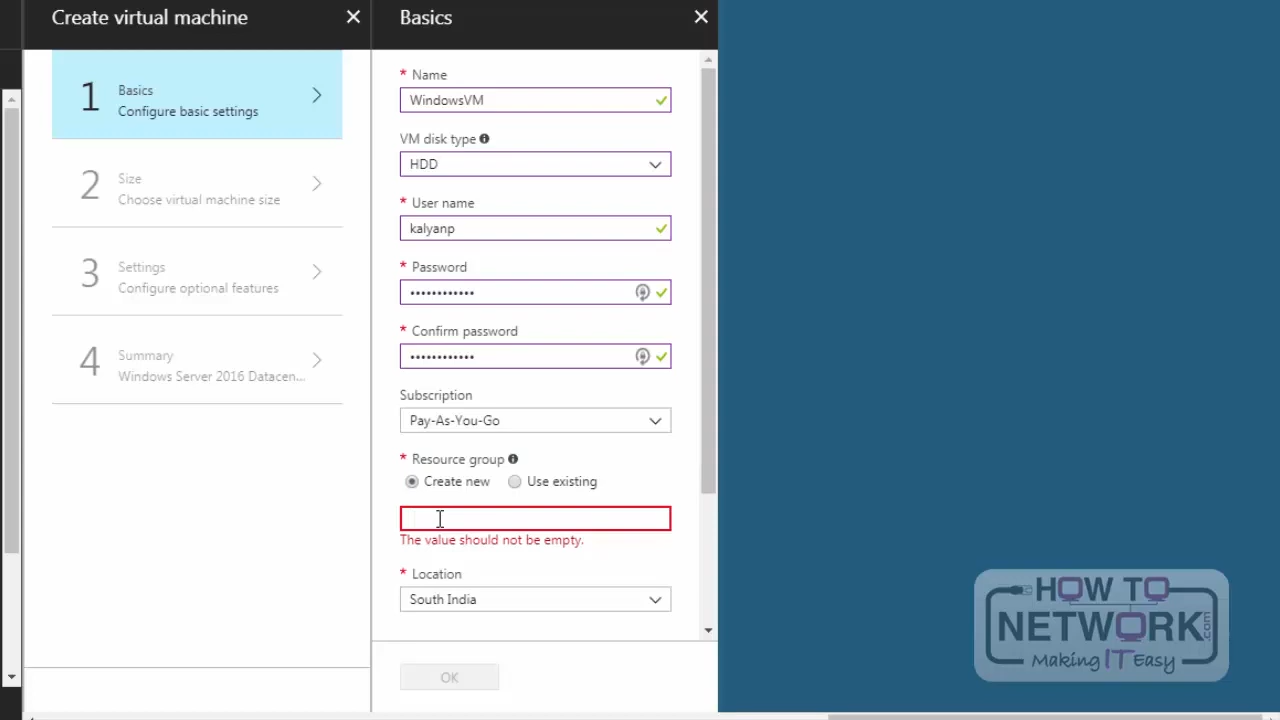 Create virtual machine
1
Basics
Configure basic settings
2
Size
Choose virtual machine size
3
Settings
Configure optional features
4
Summary
Windows Server 2016 Datacen...
Basics
* Name
WindowsVM
VM disk type
HDD
* User name
kalyanp
* Password
••••••••••••
* Confirm password
••••••••••••
Subscription
Pay-As-You-Go
* Resource group
Create new
Use existing
The value should not be empty.
* Location
South India
OK
HOW TO
NETWORK.com
Making IT Easy